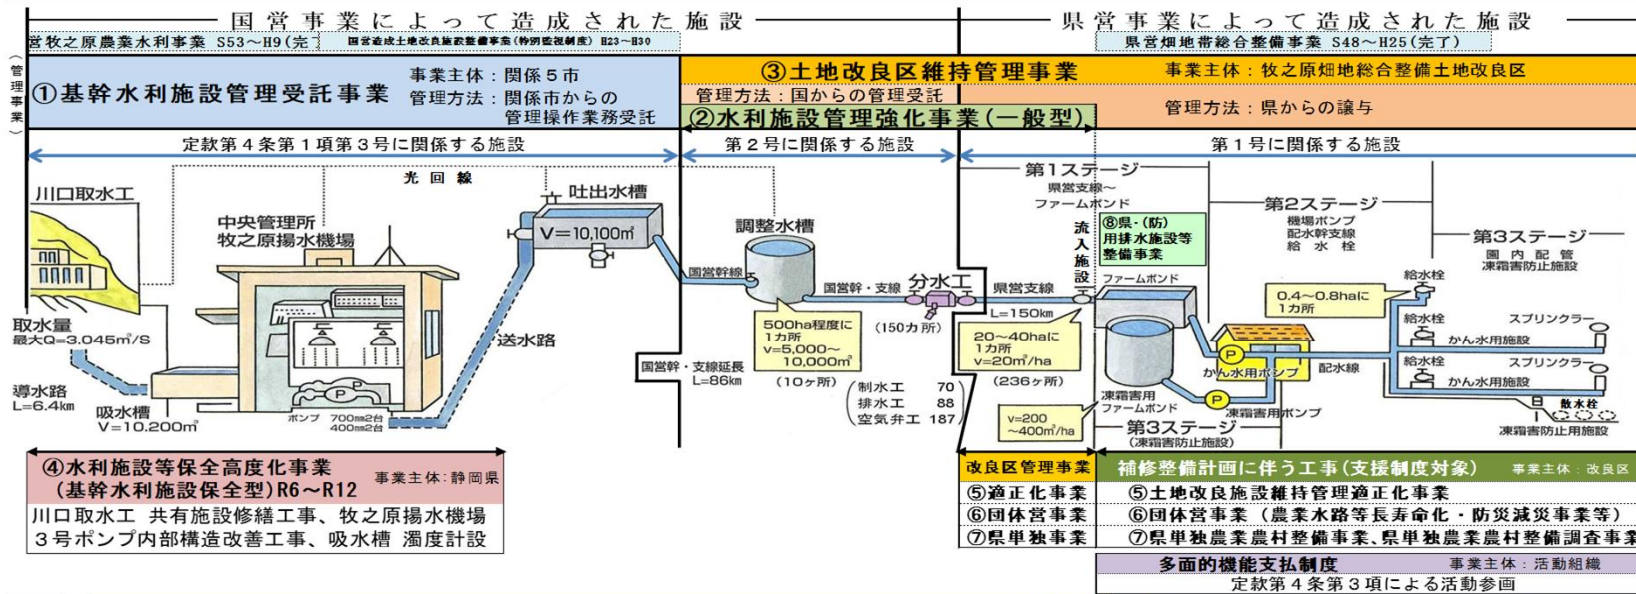 国営事業によって造成された施設
県営事業によって造成された施設
営牧之原農業水利事業 S53～H9(完了
国営造成土地改良施設整備事業(特別監視制度) H23～H30
県営畑地帯総合整備事業 S48～H25(完了)
(管理事業)
①基幹水利施設管理受託事業
事業主体：関係５市
管理方法：関係市からの
管理操作業務受託
③土地改良区維持管理事業
事業主体：牧之原畑地総合整備土地改良区
管理方法：国からの管理受託
管理方法：県からの譲与
②水利施設管理強化事業(一般型)
定款第４条第１項第３号に関係する施設
第２号に関係する施設
第１号に関係する施設
光回線
川口取水工
中央管理所
牧之原揚水機場
吐出水槽
V＝10,100㎥
調整水槽
国営幹線
国営幹・支線
分水工
(150カ所)
500ha程度に
1カ所
v=5,000～
10,000㎥
(10ヶ所)
国営幹・支線延長
L=86km
制水工 70
排水工 88
空気弁工 187
取水量
最大Q=3.045㎥/S
導水路
L=6.4km
吸水槽
V＝10.200㎥
ポンプ 700㎜2台
400㎜2台
送水路
第１ステージ
県営支線～
ファームポンド
流入施設
⑧県-(防)
用排水施設等
整備事業
県営支線
L=150km
20～40haに
1カ所
v=20㎥/ha
(236ヶ所)
ファームポンド
v=200
～400㎥/ha
凍霜害用
ファームポンド
第3ステージ
(凍霜害防止施設)
第2ステージ
機場ポンプ
配水幹支線
給水栓
P
かん水用ポンプ
P
凍霜害用ポンプ
配水線
第3ステージ
園内配管
凍霜害防止施設
0.4～0.8haに
1カ所
給水栓
給水栓
スプリンクラー
かん水用施設
給水栓
スプリンクラー
かん水用施設
散水栓
凍霜害防止用施設
④水利施設等保全高度化事業
(基幹水利施設保全型)R6～R12
事業主体：静岡県
川口取水工 共有施設修繕工事、牧之原揚水機場
３号ポンプ内部構造改善工事、吸水槽 濁度計設
改良区管理事業
⑤適正化事業
⑥団体営事業
⑦県単独事業
補修整備計画に伴う工事(支援制度対象)
事業主体：改良区
⑤土地改良施設維持管理適正化事業
⑥団体営事業（農業水路等長寿命化・防災減災事業等）
⑦県単独農業農村整備事業、県単独農業農村整備調査事業
多面的機能支払制度
事業主体：活動組織
定款第４条第３項による活動参画